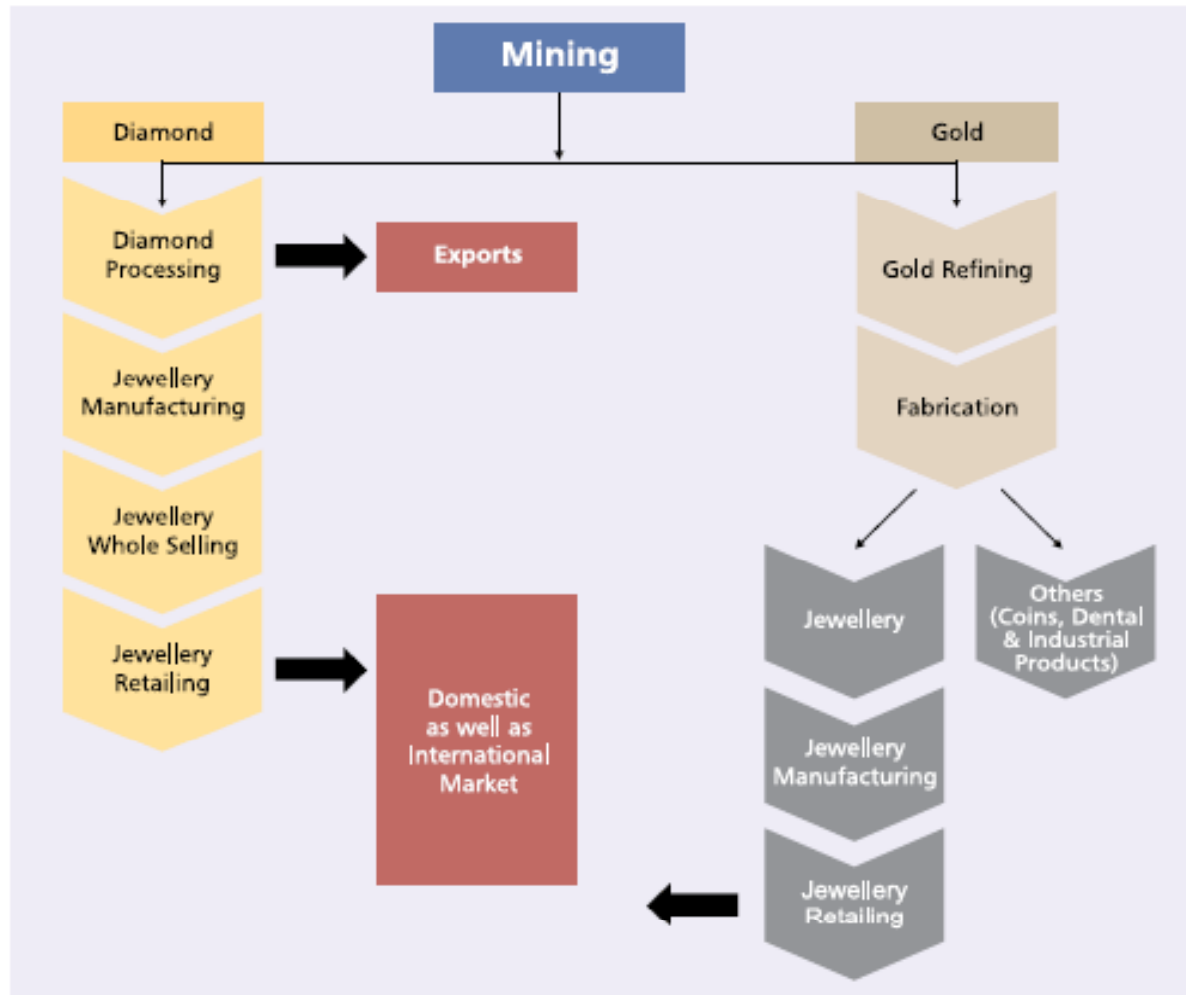 Mining
Diamond
Gold
Diamond
Processing
Exports
Gold Refining
Jewellery
Manufacturing
Fabrication
Jewellery
Whole Selling
Jewellery
Others
(Coins, Dental
& Industrial
Products)
Jewellery
Retailing
Domestic
as well as
International
Market
Jewellery
Manufacturing
Jewellery
Retailing